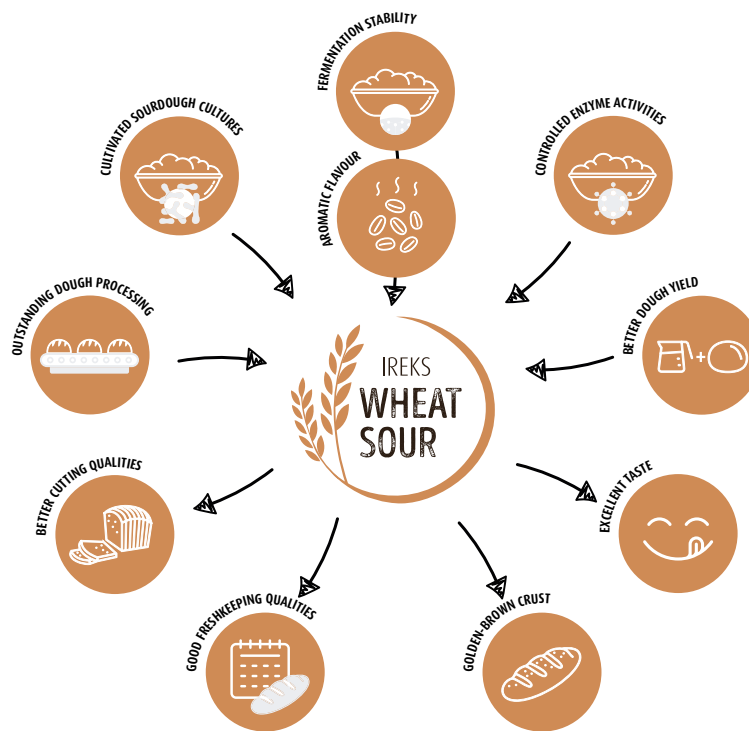 FERMENTATION STABILITY
CULTIVATED SOURDOUGH CULTURES
AROMATIC FLAVOUR
CONTROLLED ENZYME ACTIVITIES
OUTSTANDING DOUGH PROCESSING
BETTER DOUGH YIELD
IREKS
WHEAT
SOUR
BETTER CUTTING QUALITIES
EXCELLENT TASTE
GOOD FRESHKEEPING QUALITIES
GOLDEN-BROWN CRUST